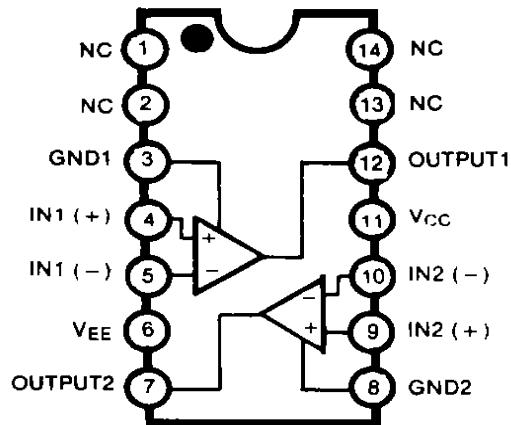 NC 1 14 NC
NC 2 13 NC
GND1 3 12 OUTPUT1
IN1 (+) 4 + 11 VCC
IN1 (−) 5 − 10 IN2 (−)
VEE 6 − + 9 IN2 (+)
OUTPUT2 7 8 GND2